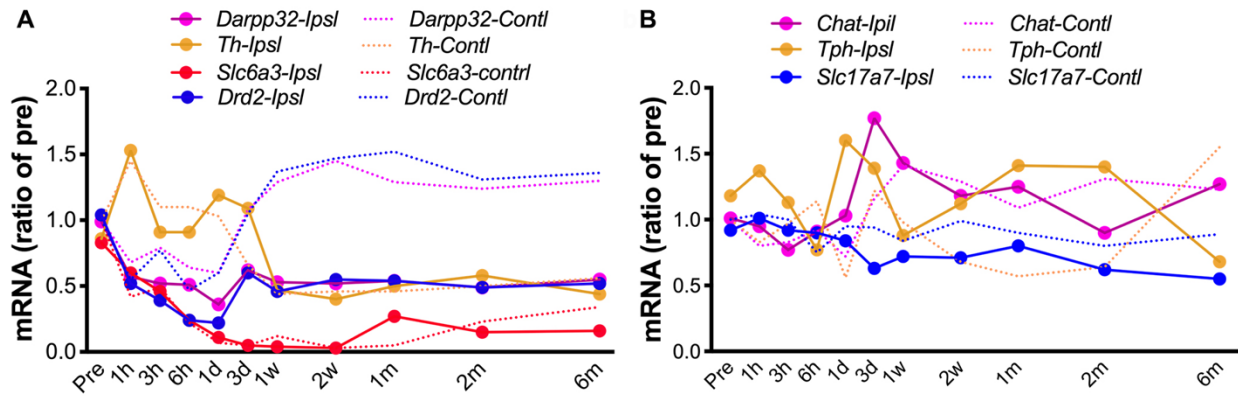 A
Darpp32-Ipsl
Darpp32-Contl
Th-Ipsl
Th-Contl
Slc6a3-Ipsl
Slc6a3-contrl
Drd2-Ipsl
Drd2-Contl
mRNA (ratio of pre)
2.0
1.5
1.0
0.5
0.0
Pre
1h
3h
6h
1d
3d
1w
2w
1m
2m
6m
B
Chat-Ipil
Chat-Contl
Tph-Ipsl
Tph-Contl
Slc17a7-Ipsl
Slc17a7-Contl
mRNA (ratio of pre)
2.0
1.5
1.0
0.5
0.0
Pre
1h
3h
6h
1d
3d
1w
2w
1m
2m
6m